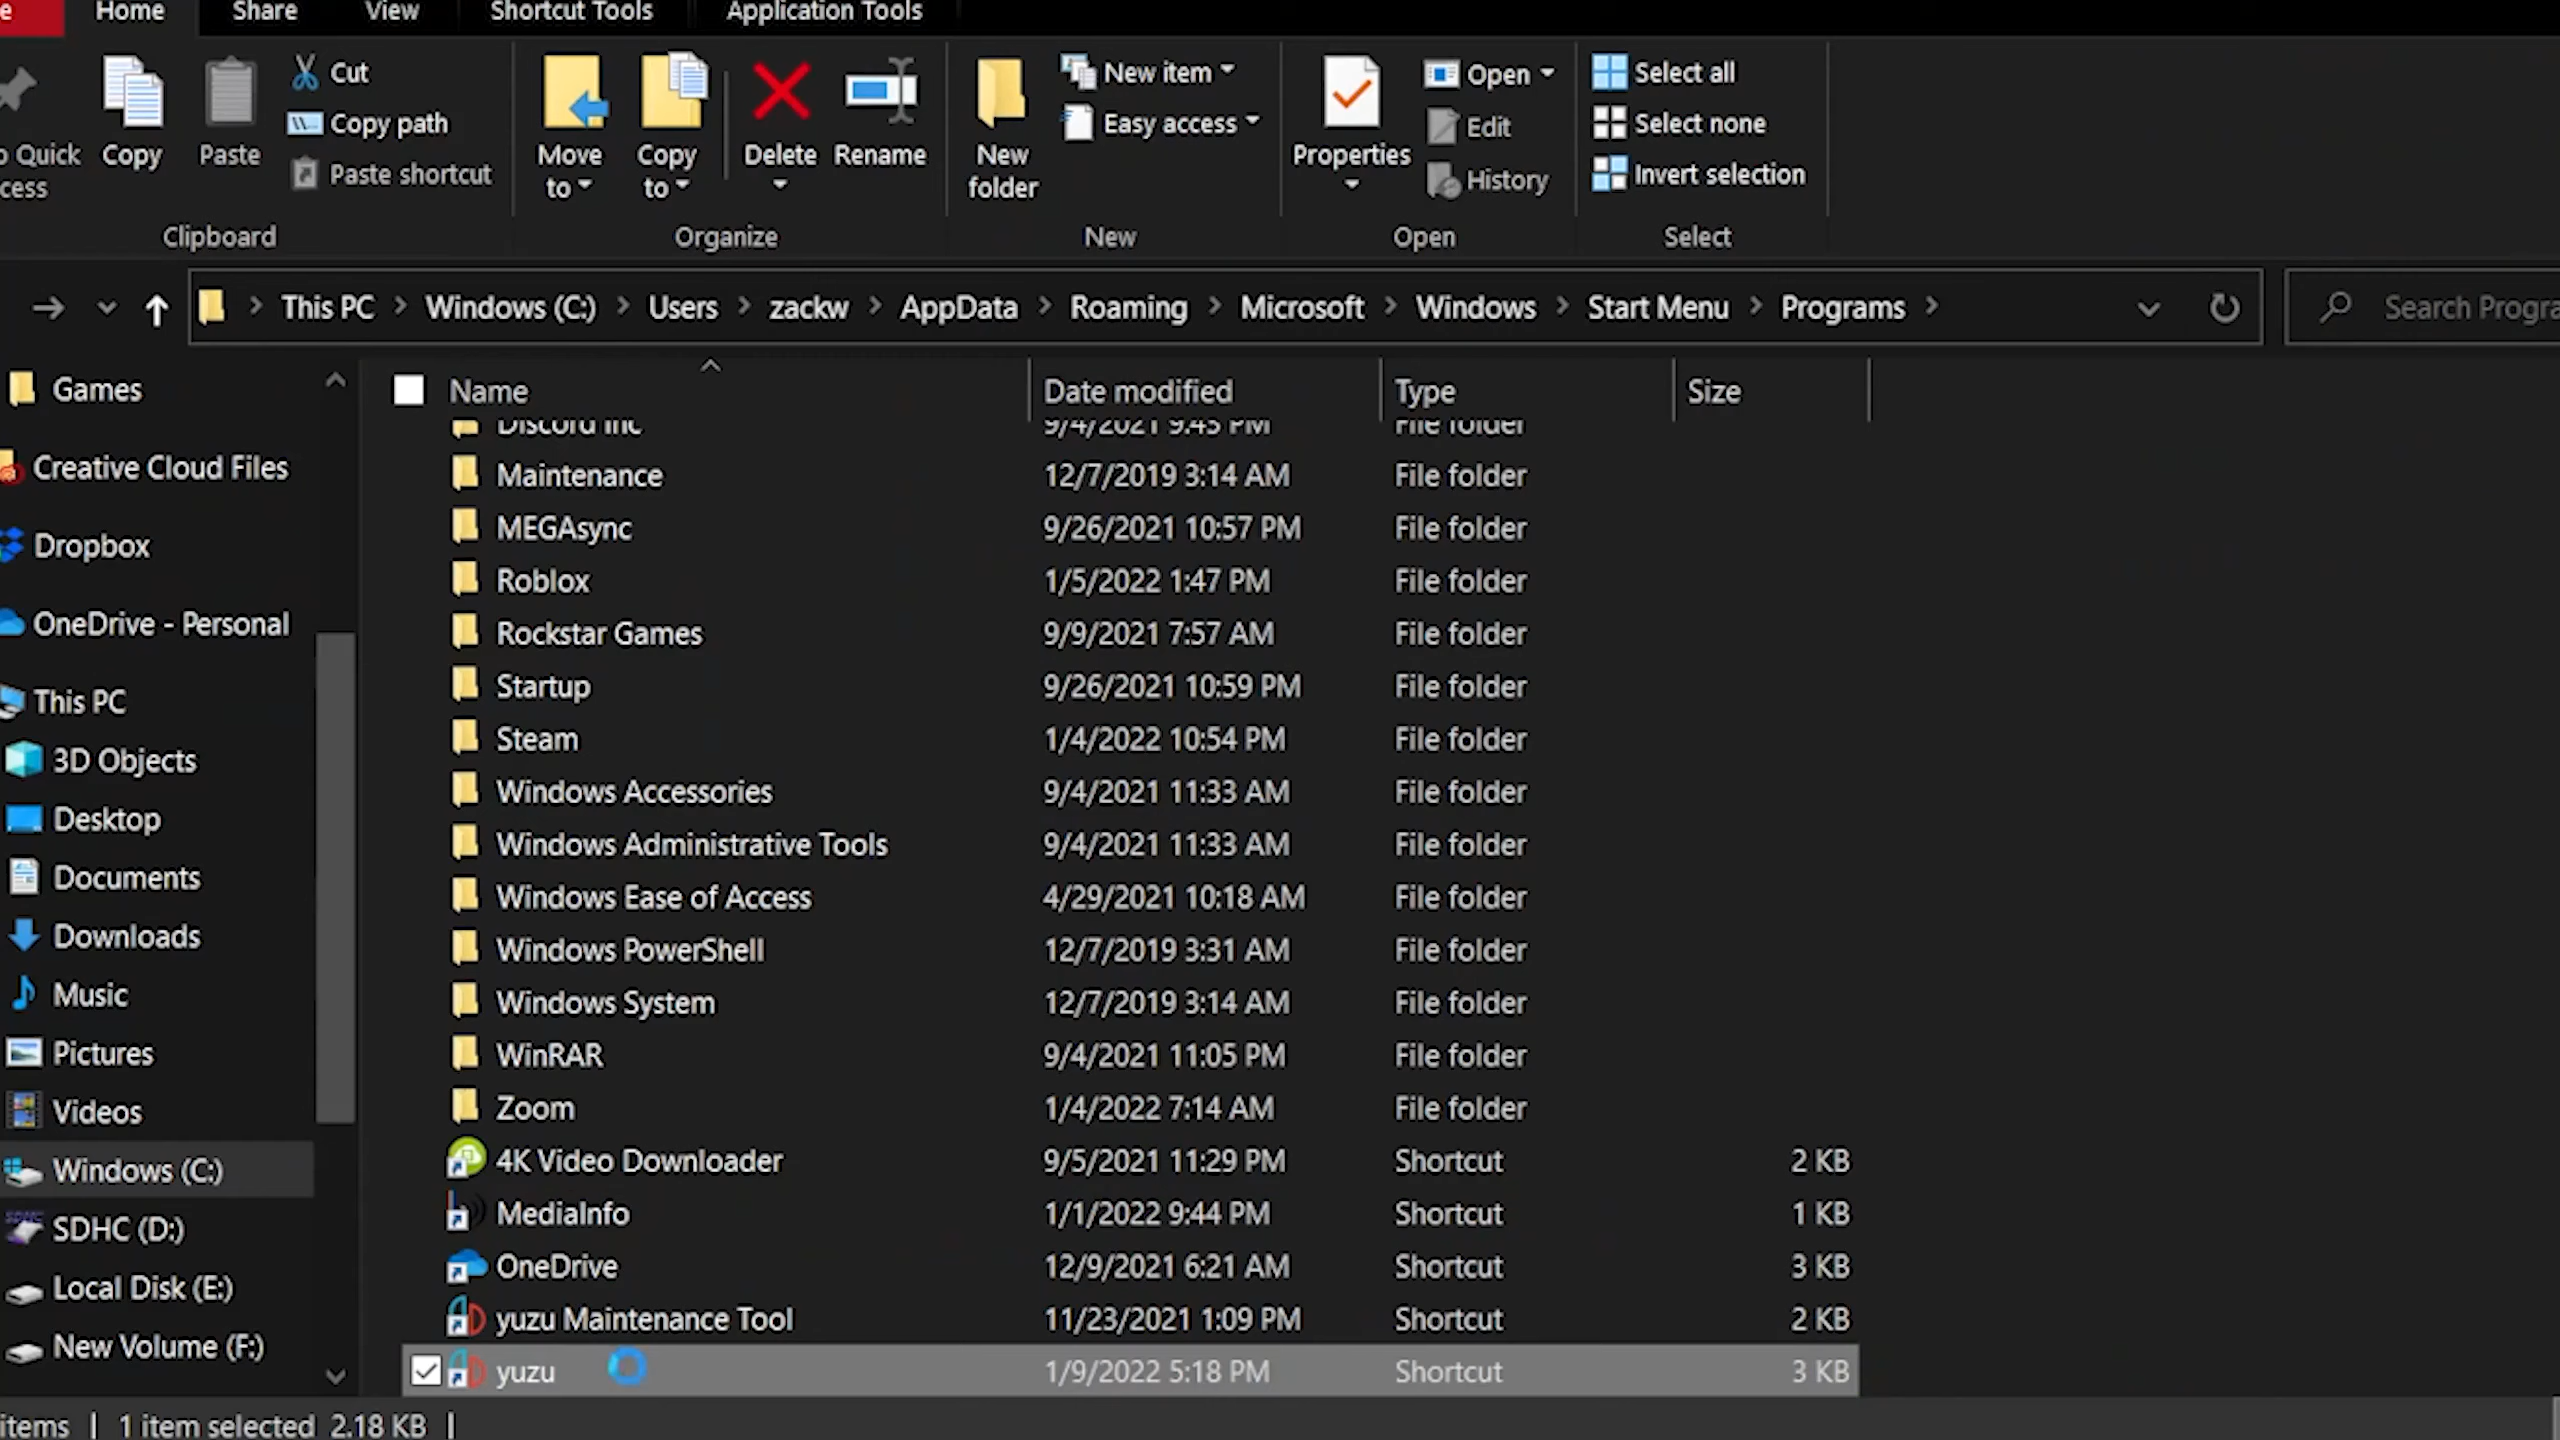 e Home Share View Shortcut Tools Application Tools
Quick
cess
Copy
Paste
Cut
Copy path
Paste shortcut
Clipboard
Move
to
Copy
to
Delete
Rename
Organize
New
folder
New item
Easy access
New
Properties
Open
Edit
History
Open
Select all
Select none
Invert selection
Select
This PC > Windows (C:) > Users > zackw > AppData > Roaming > Microsoft > Windows > Start Menu > Programs >
Search Progra
Games
Creative Cloud Files
Dropbox
OneDrive - Personal
This PC
3D Objects
Desktop
Documents
Downloads
Music
Pictures
Videos
Windows (C:)
SDHC (D:)
Local Disk (E:)
New Volume (F:)
Name Date modified Type Size
Discord Inc 9/4/2021 9:45 PM File folder
Maintenance 12/7/2019 3:14 AM File folder
MEGAsync 9/26/2021 10:57 PM File folder
Roblox 1/5/2022 1:47 PM File folder
Rockstar Games 9/9/2021 7:57 AM File folder
Startup 9/26/2021 10:59 PM File folder
Steam 1/4/2022 10:54 PM File folder
Windows Accessories 9/4/2021 11:33 AM File folder
Windows Administrative Tools 9/4/2021 11:33 AM File folder
Windows Ease of Access 4/29/2021 10:18 AM File folder
Windows PowerShell 12/7/2019 3:31 AM File folder
Windows System 12/7/2019 3:14 AM File folder
WinRAR 9/4/2021 11:05 PM File folder
Zoom 1/4/2022 7:14 AM File folder
4K Video Downloader 9/5/2021 11:29 PM Shortcut 2 KB
MediaInfo 1/1/2022 9:44 PM Shortcut 1 KB
OneDrive 12/9/2021 6:21 AM Shortcut 3 KB
yuzu Maintenance Tool 11/23/2021 1:09 PM Shortcut 2 KB
yuzu 1/9/2022 5:18 PM Shortcut 3 KB
items | 1 item selected 2.18 KB |